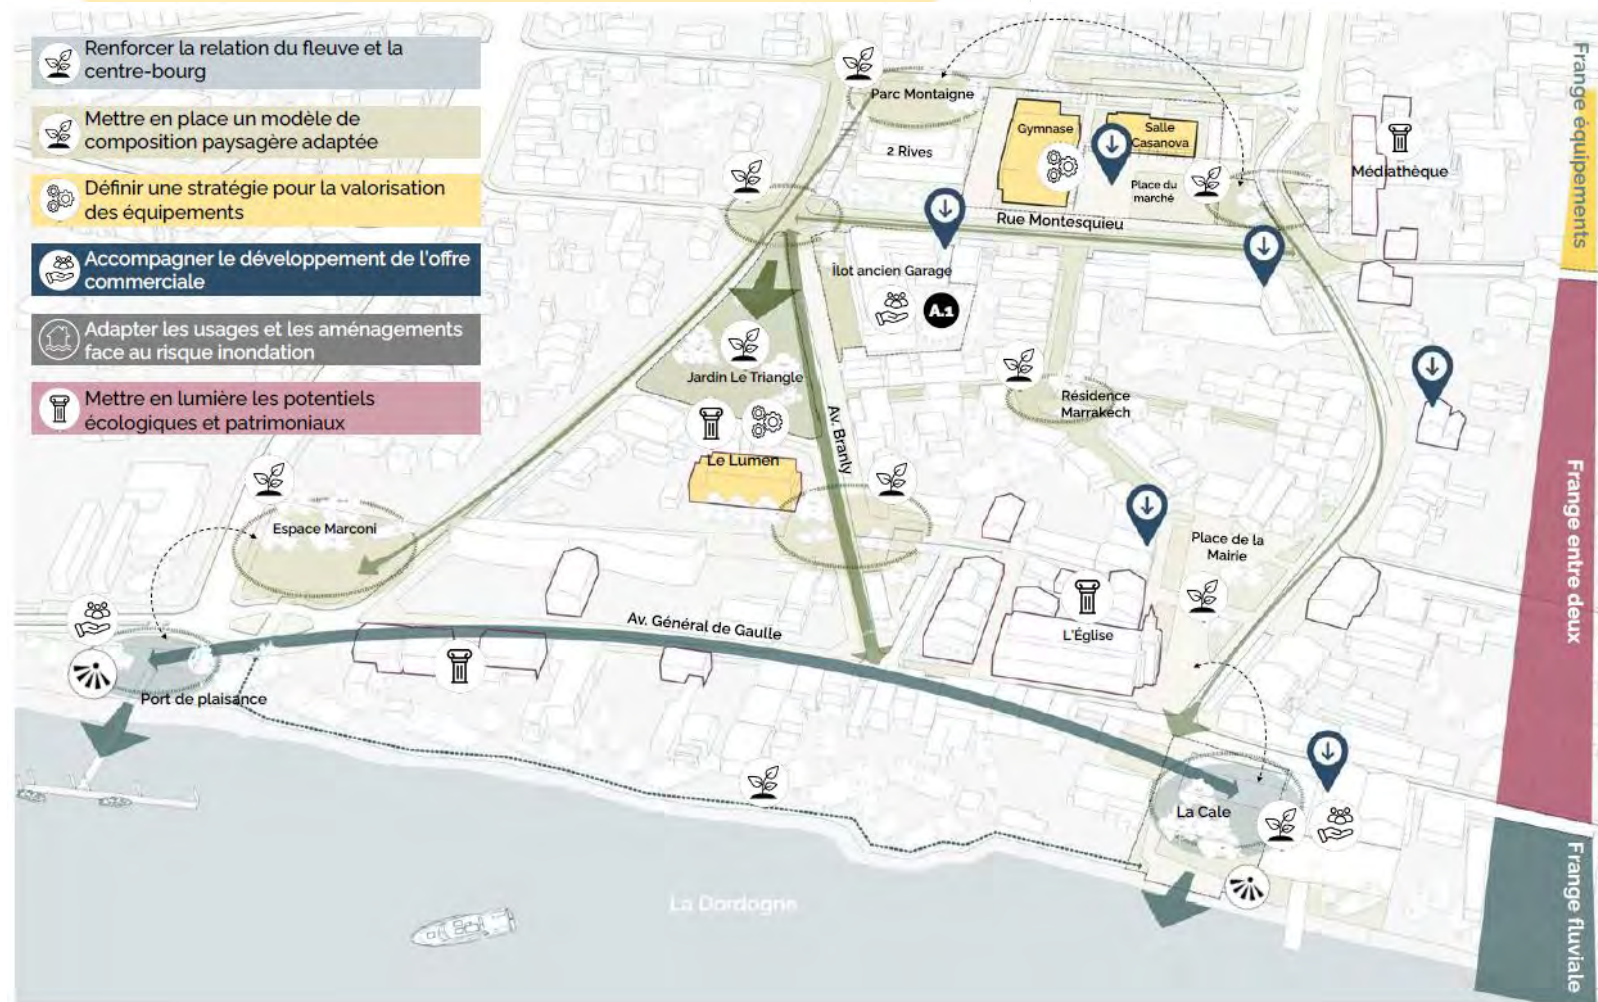 Renforcer la relation du fleuve et la
centre-bourg
Mettre en place un modèle de
composition paysagère adaptée
Définir une stratégie pour la valorisation
des équipements
Accompagner le développement de l'offre
commerciale
Adapter les usages et les aménagements
face au risque inondation
Mettre en lumière les potentiels
écologiques et patrimoniaux
Parc Montaigne
2 Rives
Gymnase
Salle
Casanova
Place du
marché
Médiathèque
Rue Montesquieu
Îlot ancien Garage
A.1
Jardin Le Triangle
Résidence
Marrakech
Av. Branly
Le Lumen
Espace Marconi
Place de la
Mairie
Av. Général de Gaulle
L'Église
Port de plaisance
La Cale
La Dordogne
Frange équipements
Frange entre deux
Frange fluviale